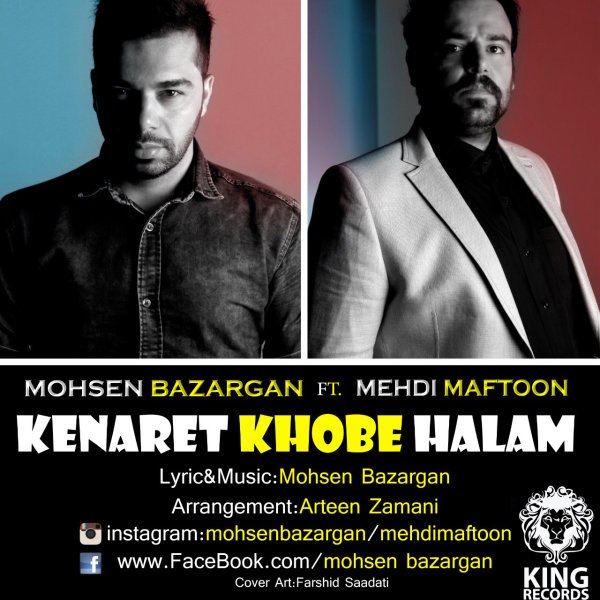 MOHSEN BAZARGAN FT. MEHDI MAFTOON
KENARET KHOBE HALAM
Lyric&Music:Mohsen Bazargan
Arrangement:Arteen Zamani
instagram:mohsenbazargan/mehdimaftoon
www.FaceBook.com/mohsen bazargan
Cover Art:Farshid Saadati
KING
RECORDS